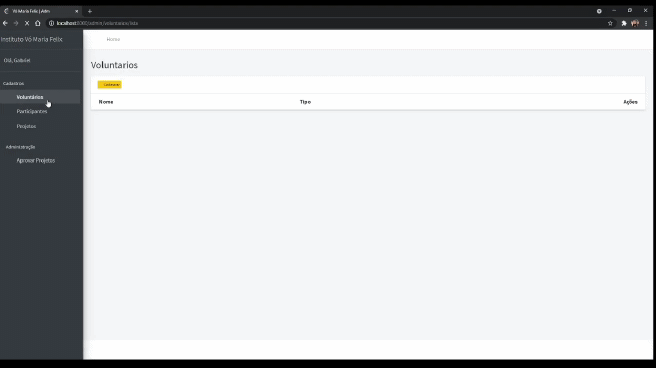 Vó Maria Felix | Adm
localhost:8080/admin/voluntarios/lista
Instituto Vó Maria Felix
Home
Olá, Gabriel
Cadastros
Voluntários
Participantes
Projetos
Administração
Aprovar Projetos
Voluntarios
Cadastrar
Nome
Tipo
Ações